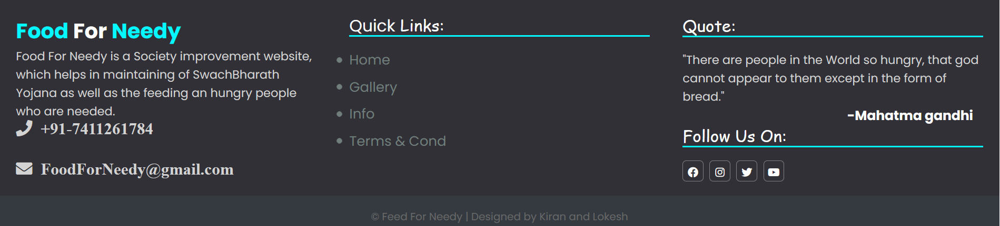 Food For Needy
Food For Needy is a Society improvement website,
which helps in maintaining of SwachBharath
Yojana as well as the feeding an hungry people
who are needed.
+91-7411261784
FoodForNeedy@gmail.com
Quick Links:
Home
Gallery
Info
Terms & Cond
Quote:
"There are people in the World so hungry, that god
cannot appear to them except in the form of
bread."
-Mahatma gandhi
Follow Us On:
© Feed For Needy | Designed by Kiran and Lokesh